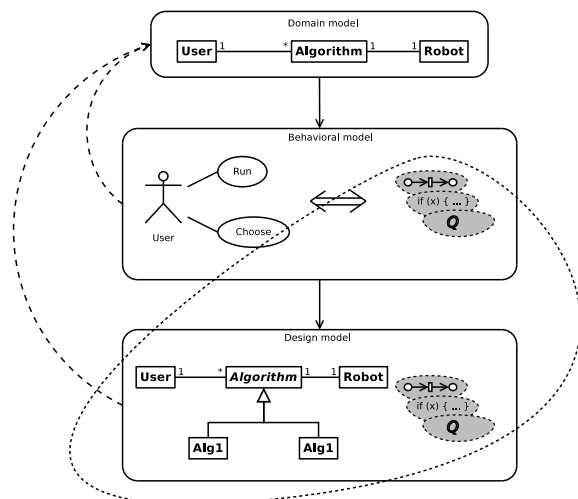 Domain model
User 1 * Algorithm 1 1 Robot
Behavioral model
Run
User
Choose
if (x) { ... }
Q
Design model
User 1 * Algorithm 1 1 Robot
Alg1 Alg1
if (x) { ... }
Q